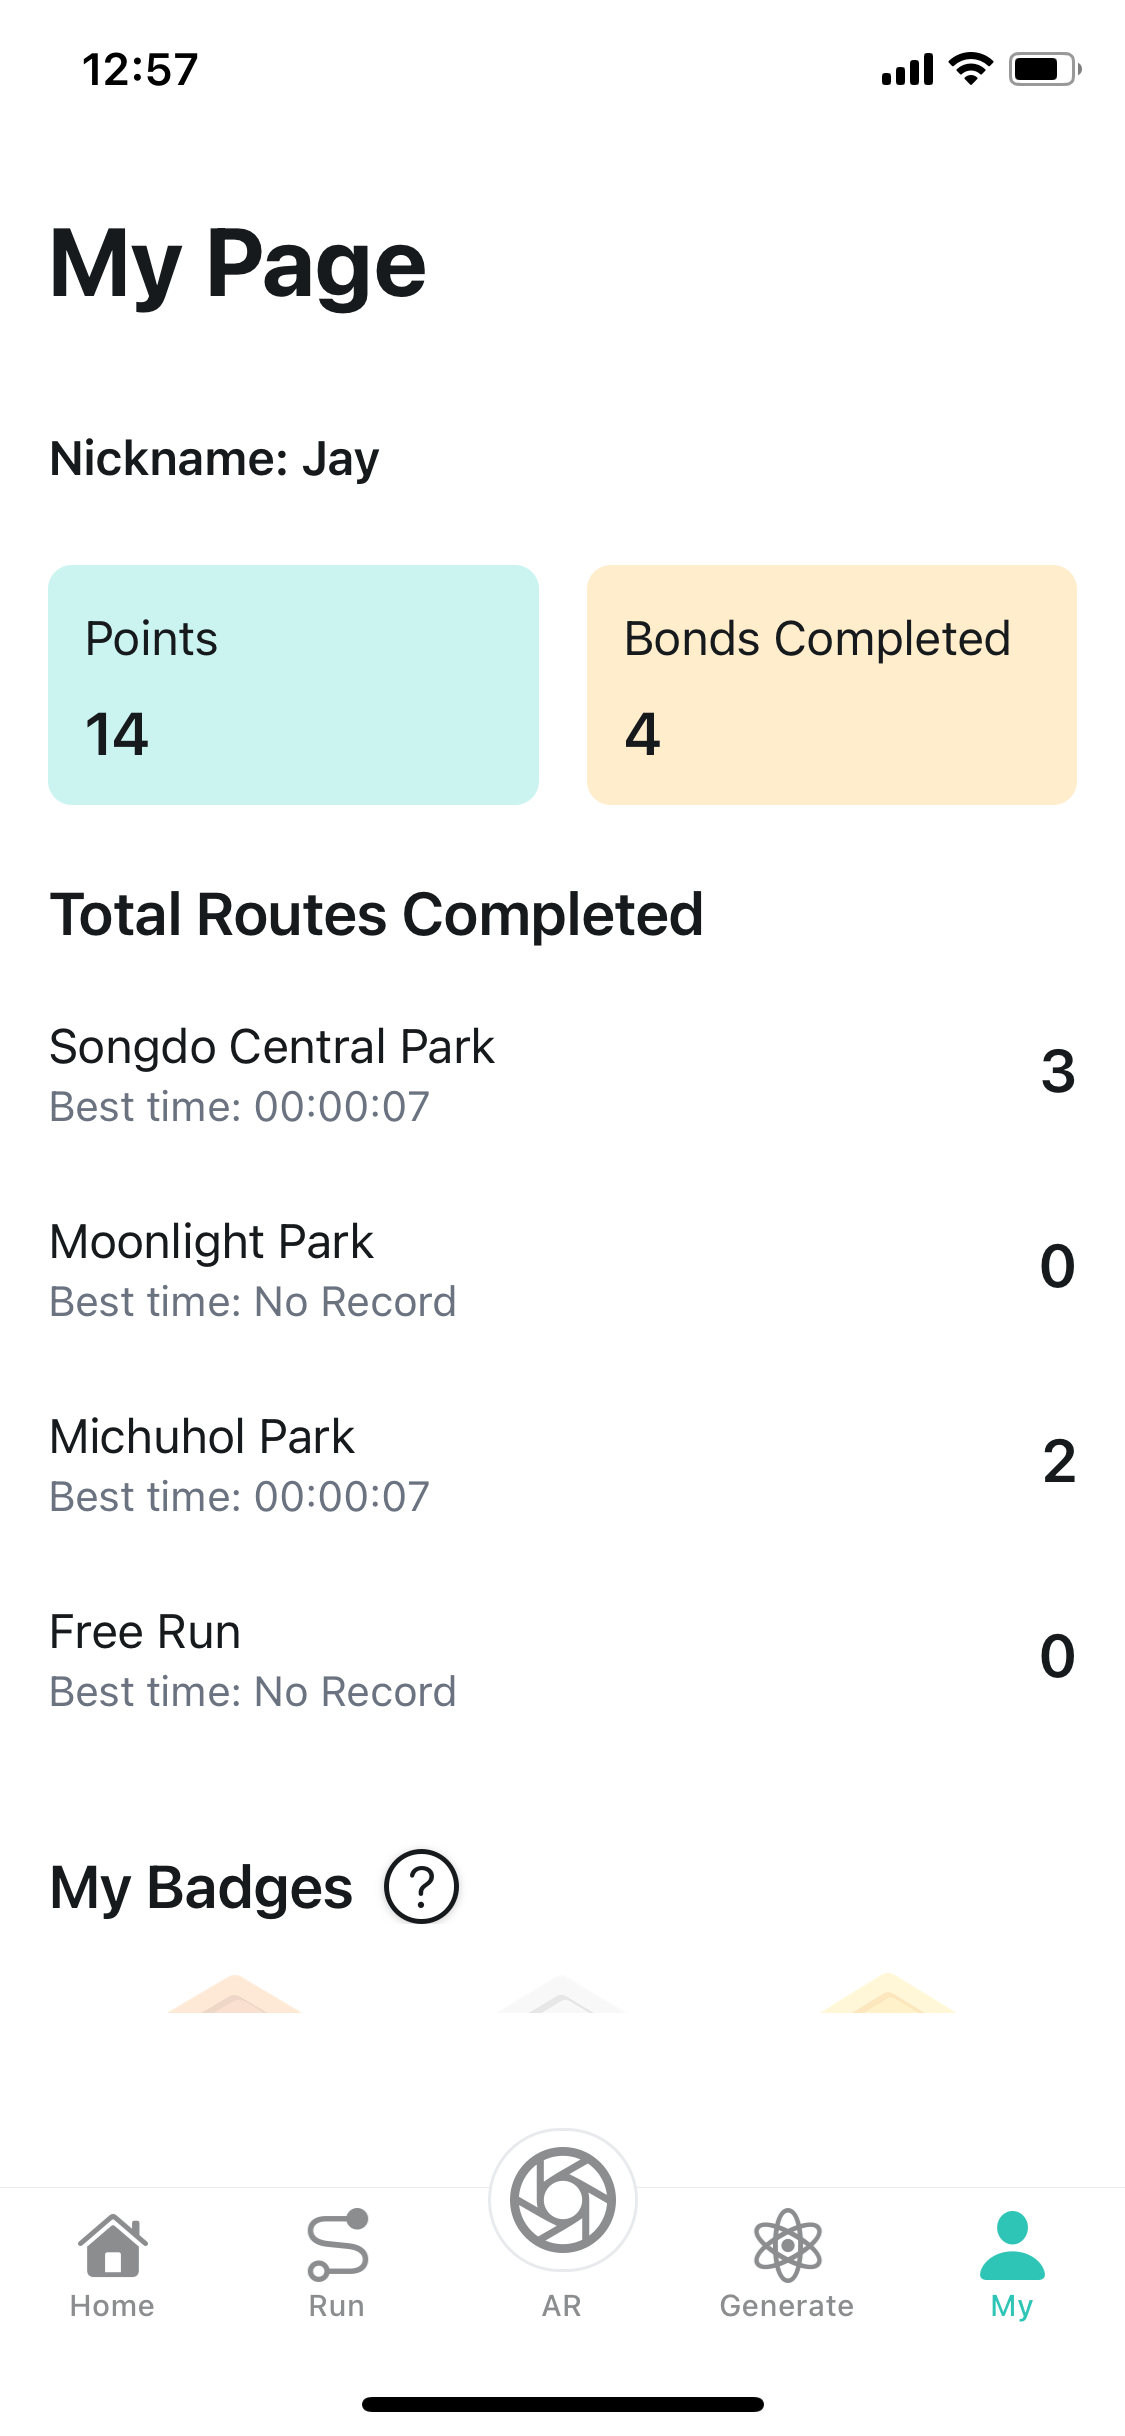 12:57
My Page
Nickname: Jay
Points
14
Bonds Completed
4
Total Routes Completed
Songdo Central Park
Best time: 00:00:07
3
Moonlight Park
Best time: No Record
0
Michuhol Park
Best time: 00:00:07
2
Free Run
Best time: No Record
0
My Badges ?
Home
Run
AR
Generate
My